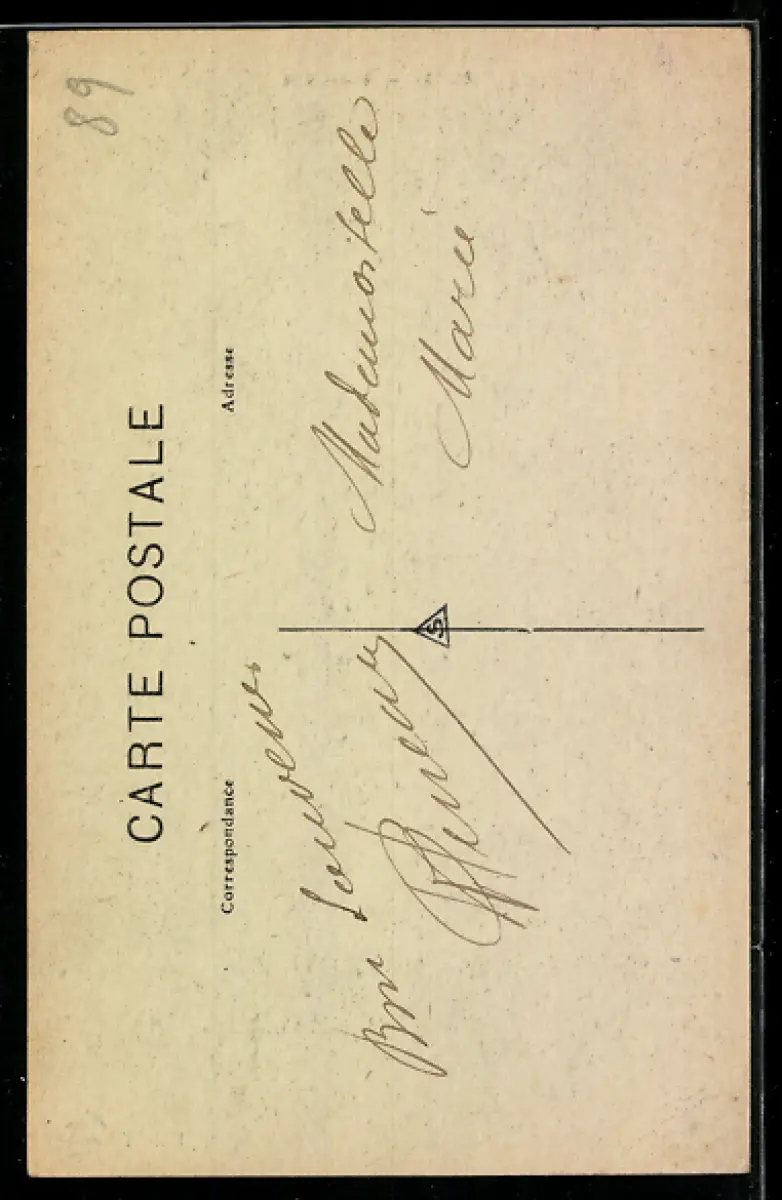 89
CARTE POSTALE
Correspondance
Adresse
Bon Souvenir
S
Mademoiselle
Marie